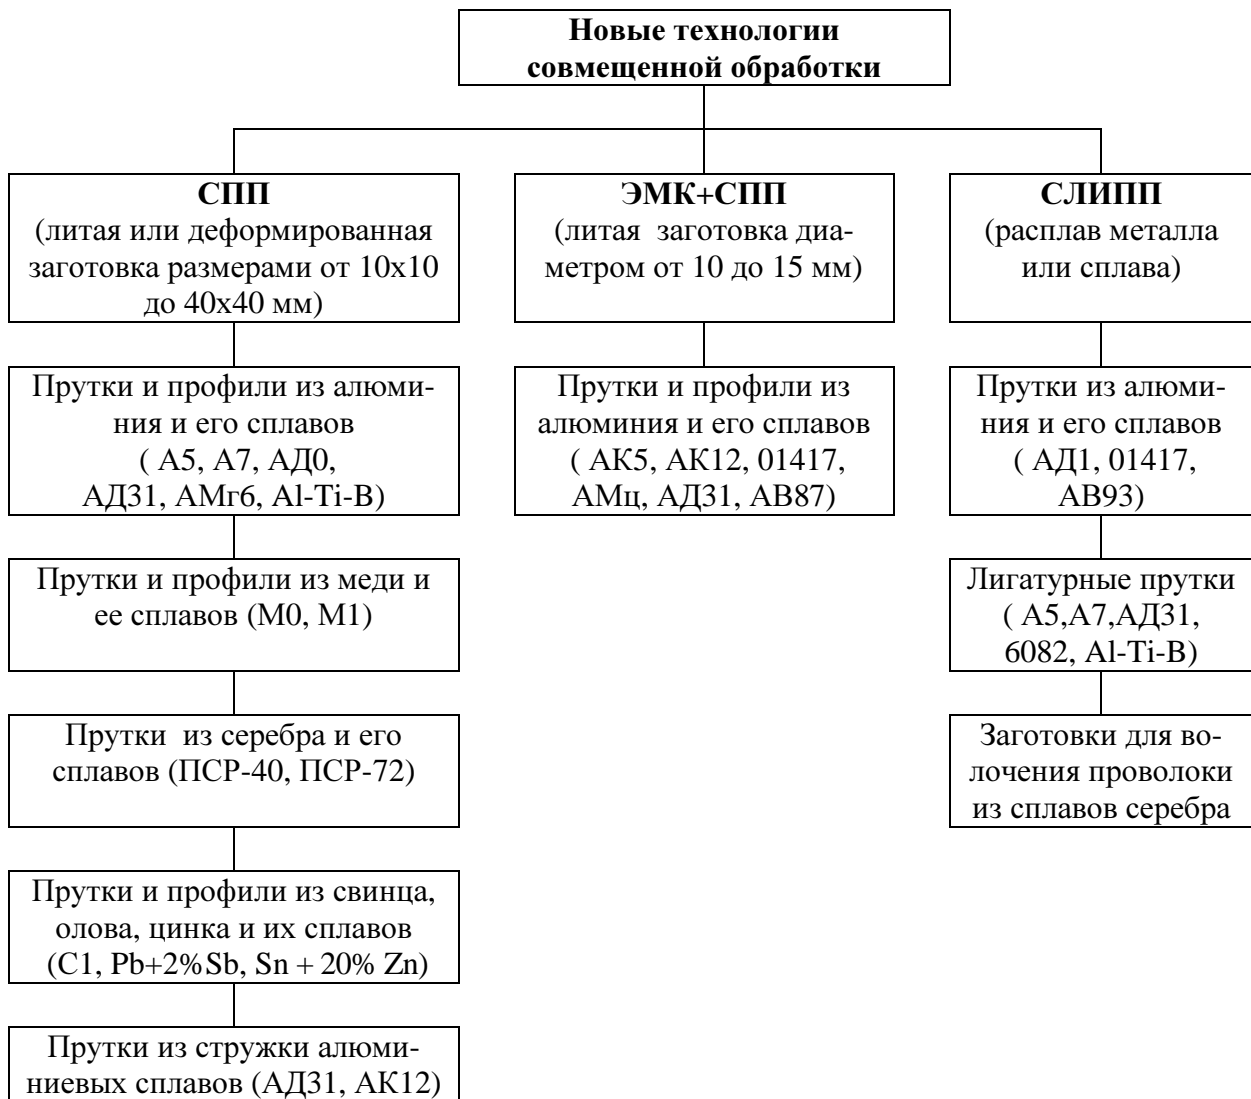 Новые технологии
совмещенной обработки
СПП
(литая или деформированная
заготовка размерами от 10х10
до 40х40 мм)
Прутки и профили из алюми-
ния и его сплавов
( А5, А7, АД0,
АД31, АМг6, Al-Ti-B)
Прутки и профили из меди и
ее сплавов (М0, М1)
Прутки из серебра и его
сплавов (ПСР-40, ПСР-72)
Прутки и профили из свинца,
олова, цинка и их сплавов
(С1, Pb+2%Sb, Sn + 20% Zn)
Прутки из стружки алюми-
ниевых сплавов (АД31, АК12)
ЭМК+СПП
(литая заготовка диа-
метром от 10 до 15 мм)
Прутки и профили из
алюминия и его сплавов
( АК5, АК12, 01417,
АМц, АД31, АВ87)
СЛИПП
(расплав металла
или сплава)
Прутки из алюми-
ния и его сплавов
( АД1, 01417,
АВ93)
Лигатурные прутки
( А5,А7,АД31,
6082, Al-Ti-B)
Заготовки для во-
лочения проволоки
из сплавов серебра